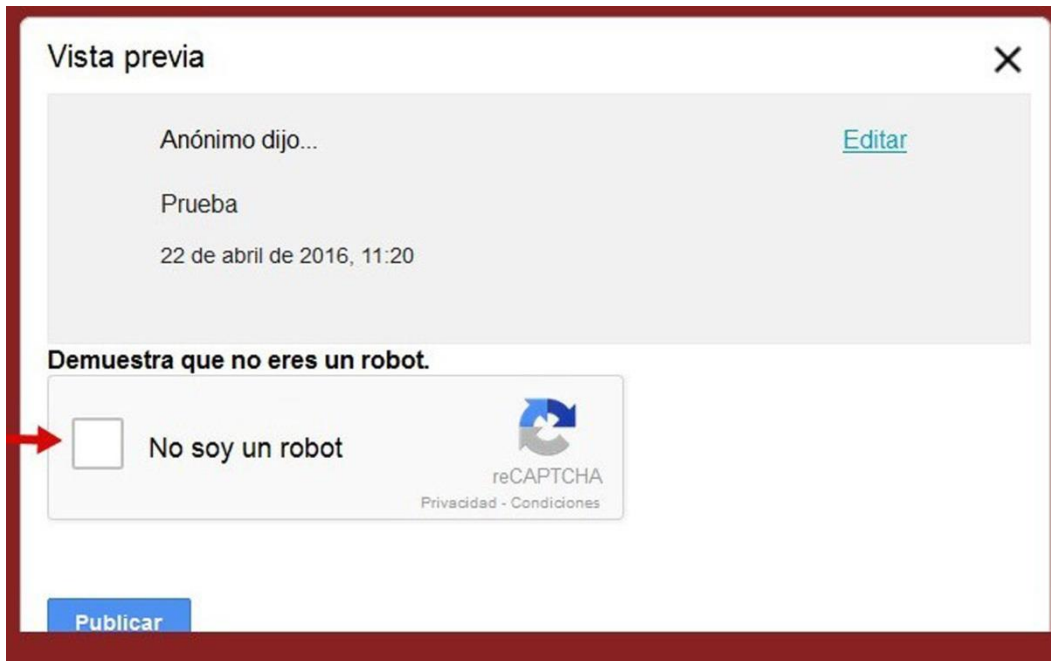 Vista previa
Anónimo dijo...
Editar
Prueba
22 de abril de 2016, 11:20
Demuestra que no eres un robot.
No soy un robot
reCAPTCHA
Privacidad - Condiciones
Publicar